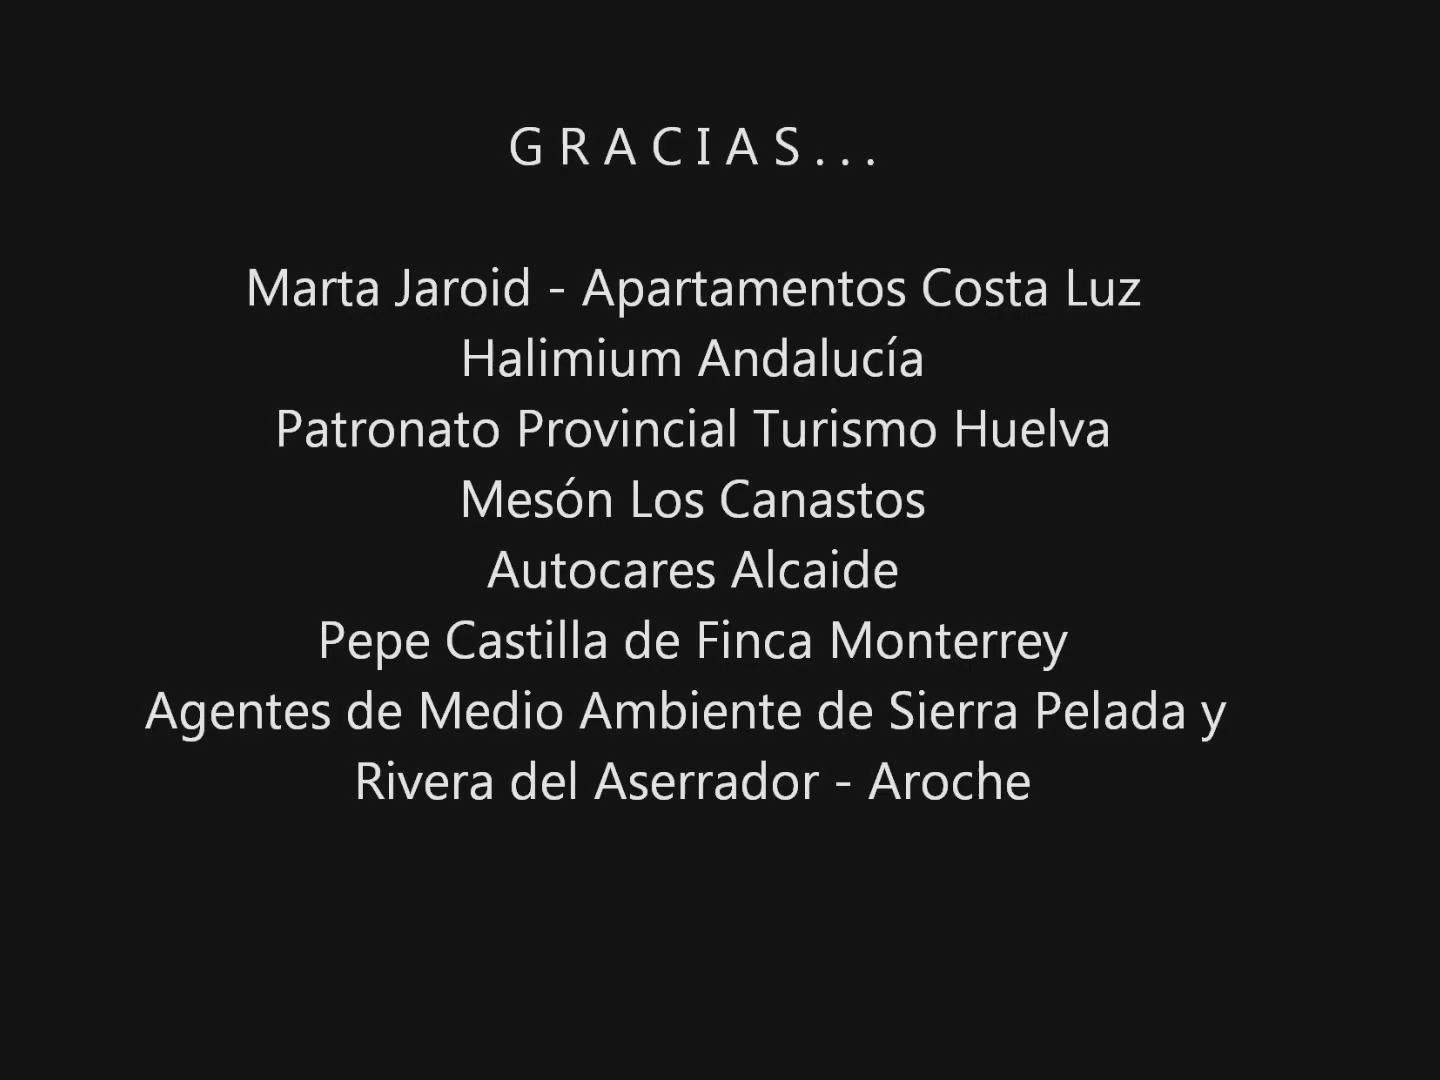 G R A C I A S . . .
Marta Jaroid - Apartamentos Costa Luz
Halimium Andalucía
Patronato Provincial Turismo Huelva
Mesón Los Canastos
Autocares Alcaide
Pepe Castilla de Finca Monterrey
Agentes de Medio Ambiente de Sierra Pelada y
Rivera del Aserrador - Aroche